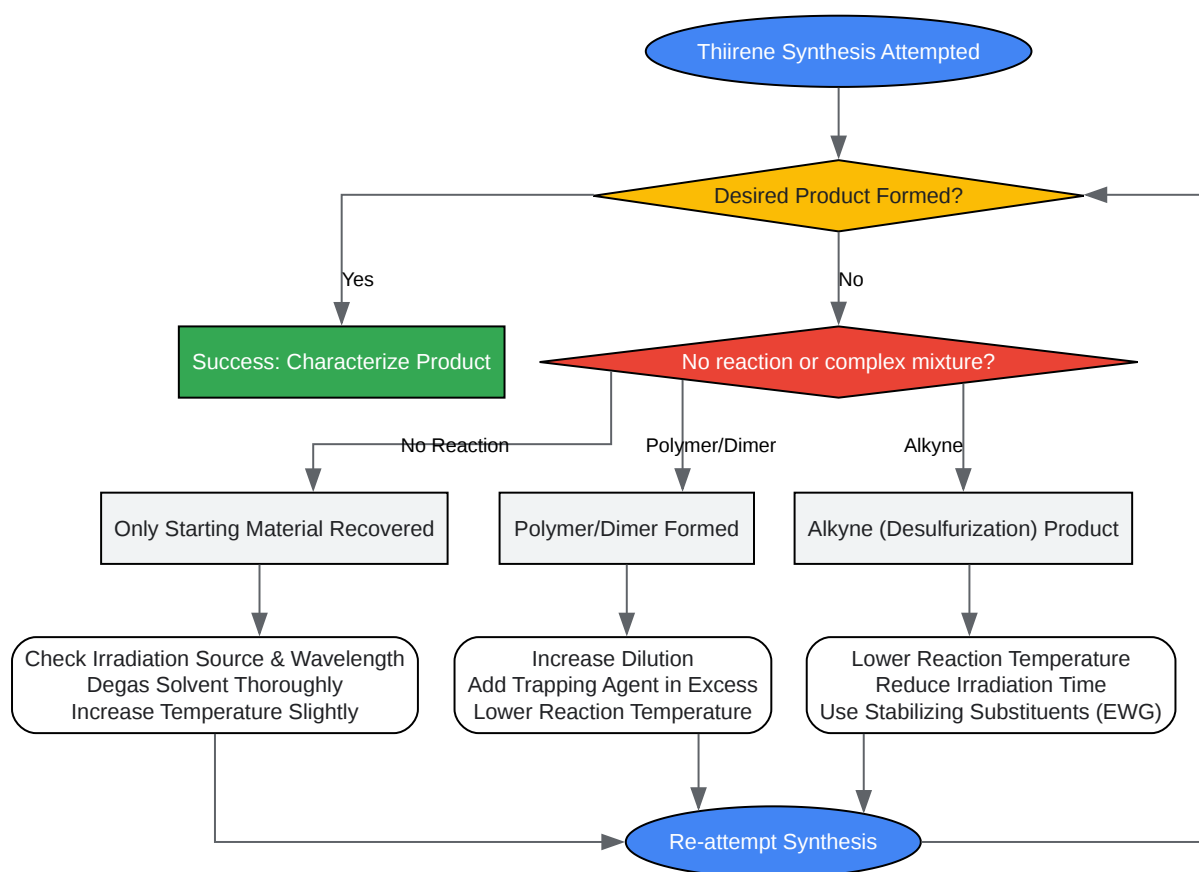 Thiirene Synthesis Attempted
Desired Product Formed?
Yes
No
Success: Characterize Product
No reaction or complex mixture?
No Reaction
Polymer/Dimer
Alkyne
Only Starting Material Recovered
Polymer/Dimer Formed
Alkyne (Desulfurization) Product
Check Irradiation Source & Wavelength
Degas Solvent Thoroughly
Increase Temperature Slightly
Increase Dilution
Add Trapping Agent in Excess
Lower Reaction Temperature
Lower Reaction Temperature
Reduce Irradiation Time
Use Stabilizing Substituents (EWG)
Re-attempt Synthesis